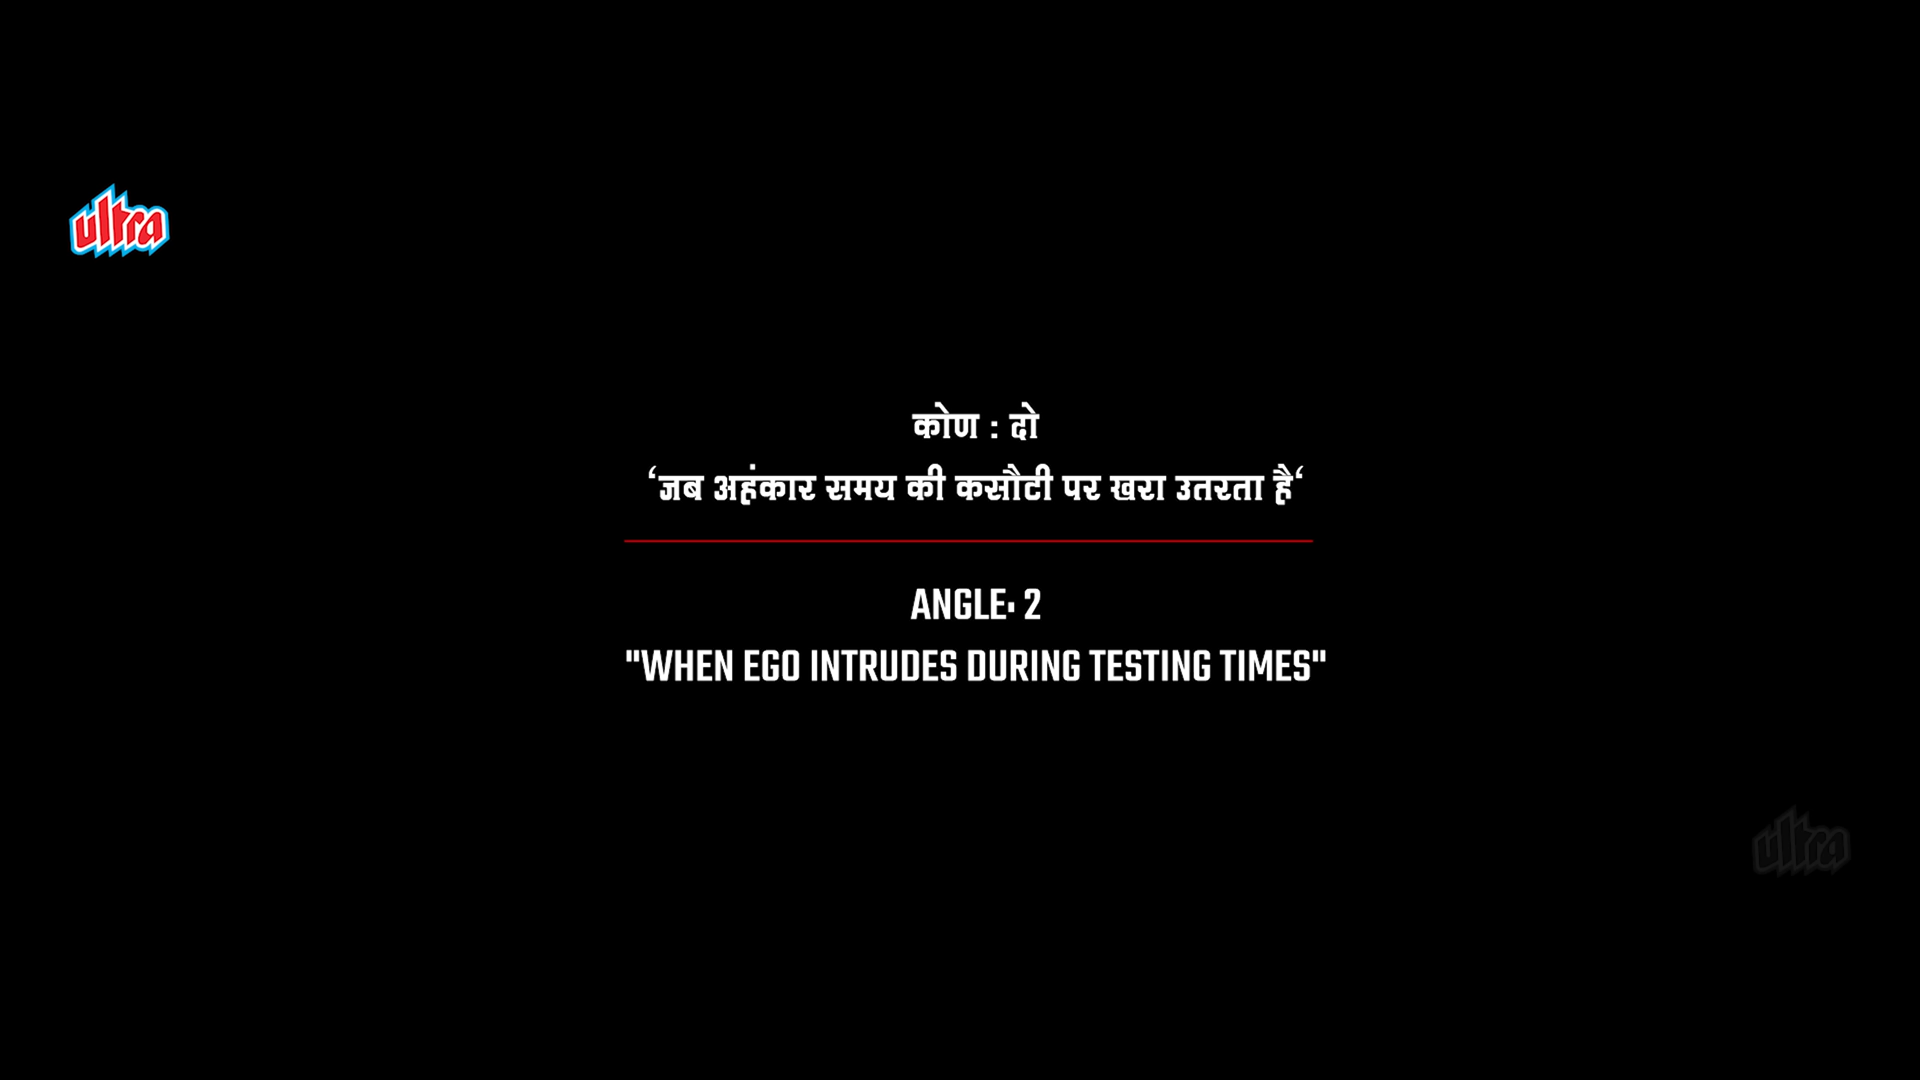 ultra
कोण : दो
‘जब अहंकार समय की कसौटी पर खरा उतरता है‘
ANGLE: 2
"WHEN EGO INTRUDES DURING TESTING TIMES"
ultra